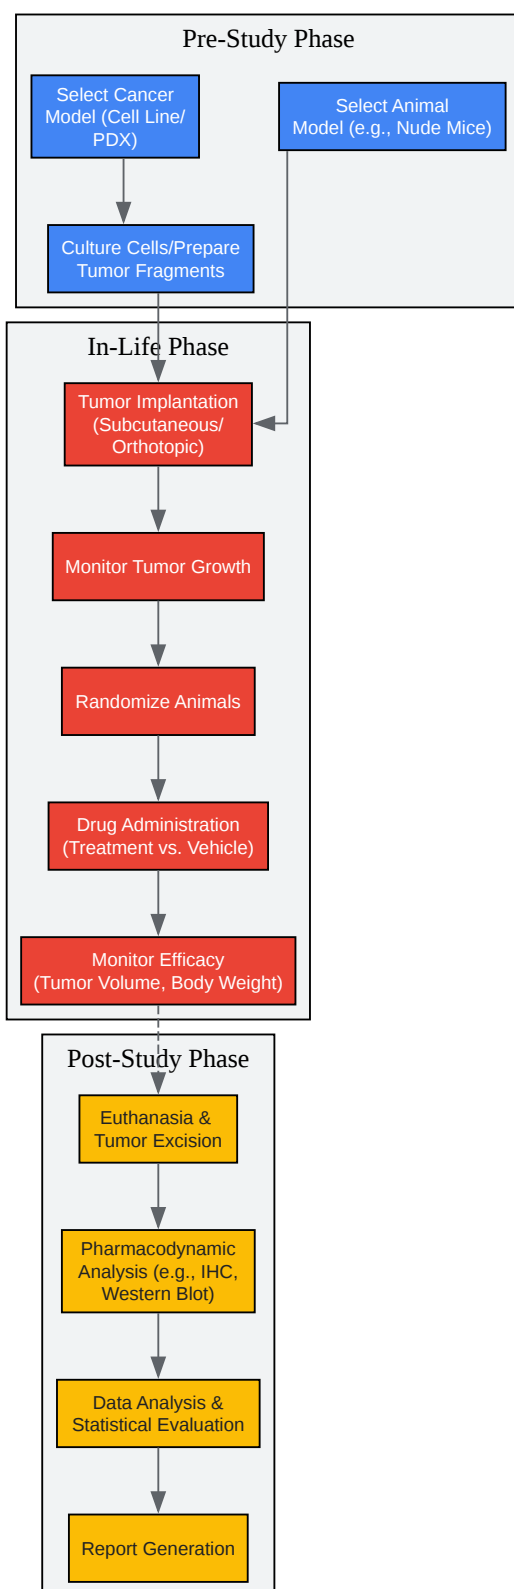 Pre-Study Phase
Select Cancer
Model (Cell Line/
PDX)
Select Animal
Model (e.g., Nude Mice)
Culture Cells/Prepare
Tumor Fragments
In-Life Phase
Tumor Implantation
(Subcutaneous/
Orthotopic)
Monitor Tumor Growth
Randomize Animals
Drug Administration
(Treatment vs. Vehicle)
Monitor Efficacy
(Tumor Volume, Body Weight)
Post-Study Phase
Euthanasia &
Tumor Excision
Pharmacodynamic
Analysis (e.g., IHC,
Western Blot)
Data Analysis &
Statistical Evaluation
Report Generation